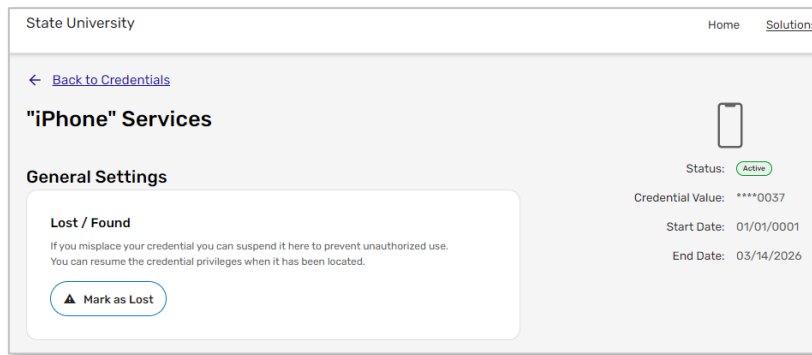 State University
Home Solutions
← Back to Credentials
"iPhone" Services
General Settings
Lost / Found
If you misplace your credential you can suspend it here to prevent unauthorized use.
You can resume the credential privileges when it has been located.
Mark as Lost
Status: Active
Credential Value: ****0037
Start Date: 01/01/0001
End Date: 03/14/2026